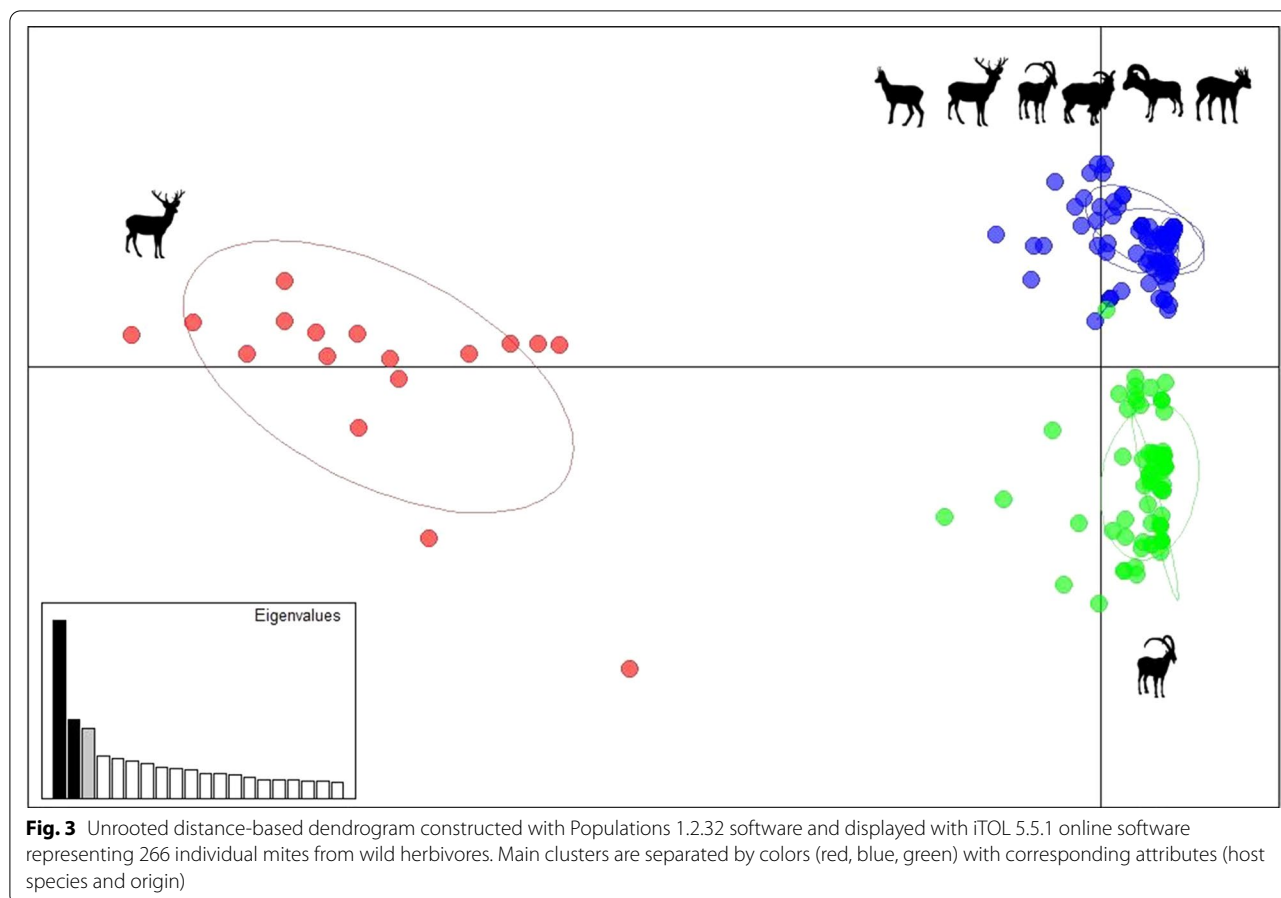 Eigenvalues
Fig. 3 Unrooted distance-based dendrogram constructed with Populations 1.2.32 software and displayed with iTOL 5.5.1 online software
representing 266 individual mites from wild herbivores. Main clusters are separated by colors (red, blue, green) with corresponding attributes (host
species and origin)